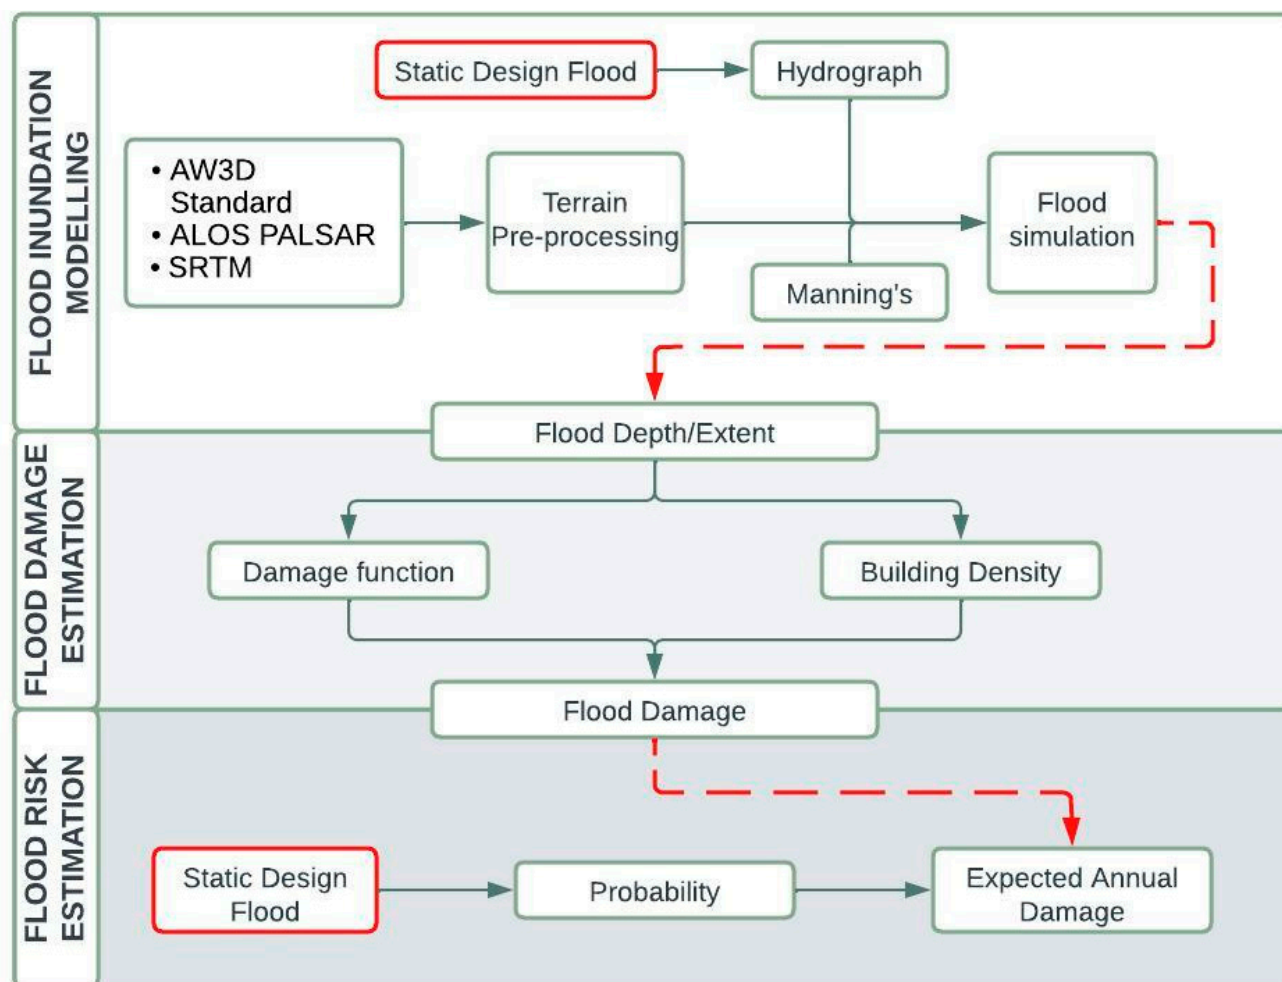 FLOOD INUNDATION
MODELLING
Static Design Flood
Hydrograph
• AW3D
Standard
• ALOS PALSAR
• SRTM
Terrain
Pre-processing
Flood
simulation
Manning's
Flood Depth/Extent
FLOOD DAMAGE
ESTIMATION
Damage function
Building Density
Flood Damage
FLOOD RISK
ESTIMATION
Static Design
Flood
Probability
Expected Annual
Damage